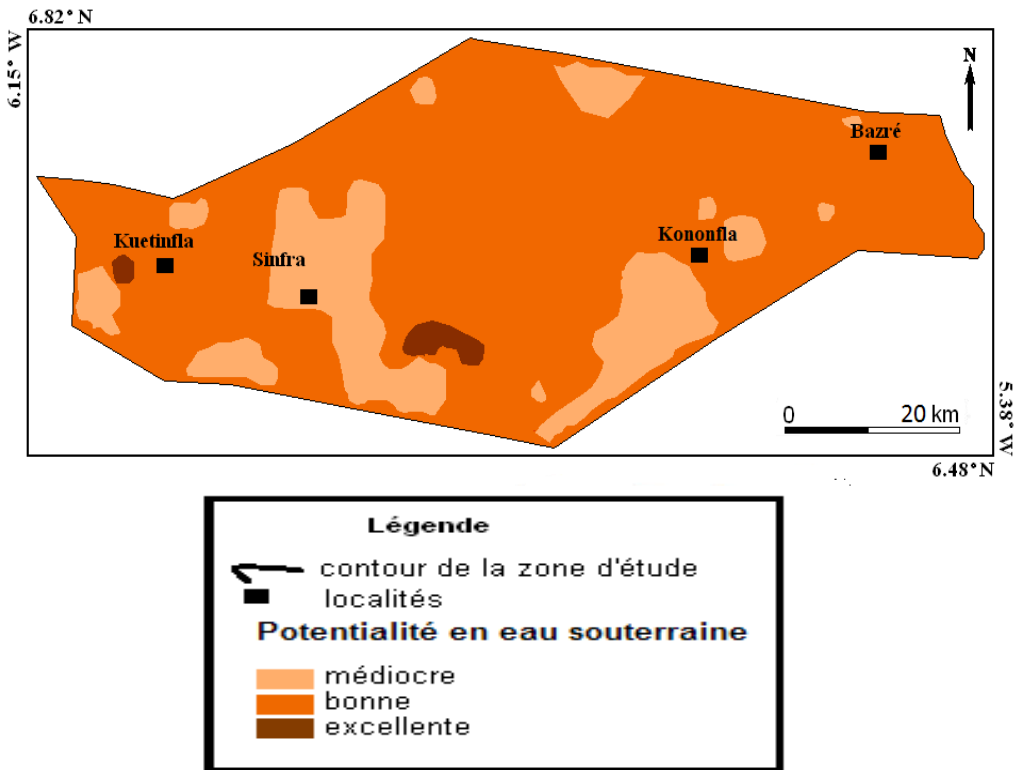 6.82° N
6.15° W
N
Bazré
Kuetinfla
Kononfla
Sinfra
0 20 km
5.38° W
6.48° N
Légende
contour de la zone d'étude
localités
Potentialité en eau souterraine
médiocre
bonne
excellente